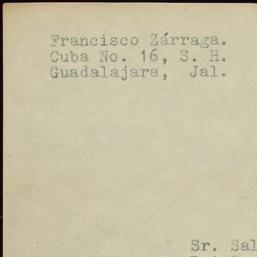 Francisco Zárraga.
Cuba No. 16, S. H.
Guadalajara, Jal.
Sr. Sal